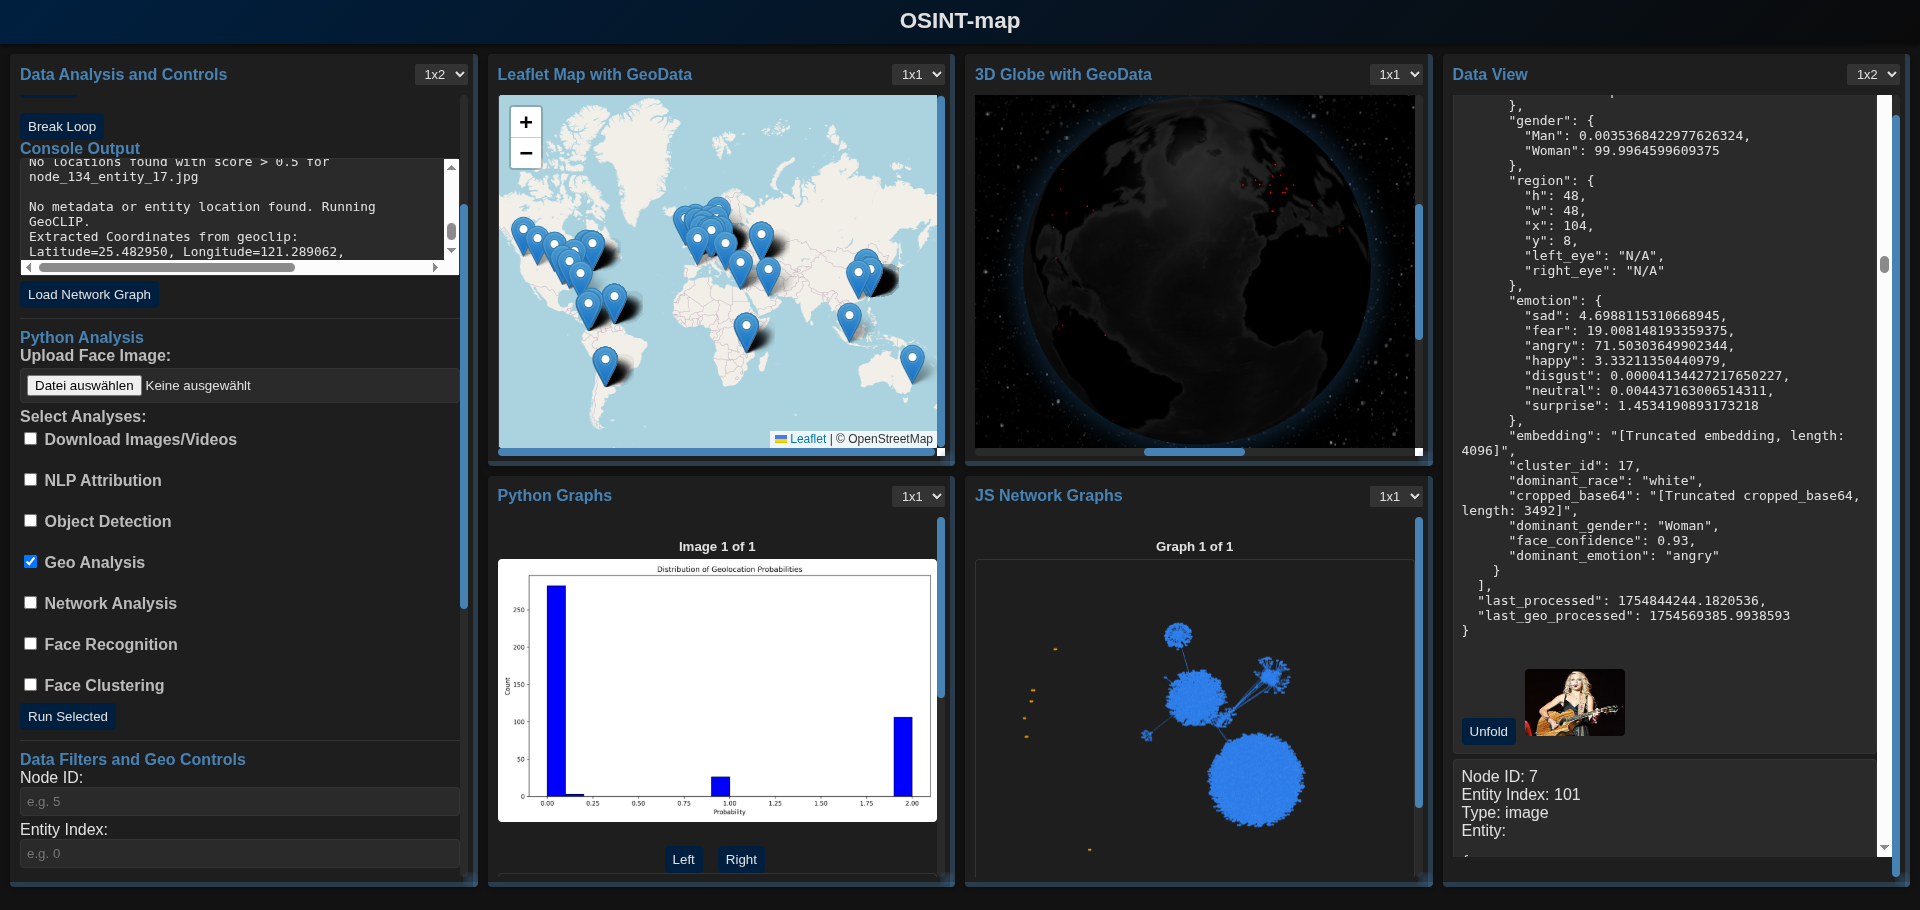 OSINT-map
Data Analysis and Controls
1x2
Break Loop
Console Output
No locations found with score > 0.5 for
node_134_entity_17.jpg
No metadata or entity location found. Running
GeoCLIP.
Extracted Coordinates from geoclip:
Latitude=25.482950, Longitude=121.289062,
Load Network Graph
Python Analysis
Upload Face Image:
Datei auswählen Keine ausgewählt
Select Analyses:
Download Images/Videos
NLP Attribution
Object Detection
Geo Analysis
Network Analysis
Face Recognition
Face Clustering
Run Selected
Data Filters and Geo Controls
Node ID:
e.g. 5
Entity Index:
e.g. 0
Leaflet Map with GeoData
1x1
+
−
Leaflet | © OpenStreetMap
3D Globe with GeoData
1x1
Python Graphs
1x1
Image 1 of 1
Distribution of Geolocation Probabilities
Count
250
200
150
100
50
0
0.00 0.25 0.50 0.75 1.00 1.25 1.50 1.75 2.00
Probability
Left Right
JS Network Graphs
1x1
Graph 1 of 1
Data View
1x2
},
"gender": {
"Man": 0.0035368422977626324,
"Woman": 99.9964599609375
},
"region": {
"h": 48,
"w": 48,
"x": 104,
"y": 8,
"left_eye": "N/A",
"right_eye": "N/A"
},
"emotion": {
"sad": 4.6988115310668945,
"fear": 19.008148193359375,
"angry": 71.50303649902344,
"happy": 3.33211350440979,
"disgust": 0.00004134427217650227,
"neutral": 0.004437163006514311,
"surprise": 1.4534190893173218
},
"embedding": "[Truncated embedding, length:
4096]",
"cluster_id": 17,
"dominant_race": "white",
"cropped_base64": "[Truncated cropped_base64,
length: 3492]",
"dominant_gender": "Woman",
"face_confidence": 0.93,
"dominant_emotion": "angry"
}
],
"last_processed": 1754844244.1820536,
"last_geo_processed": 1754569385.9938593
}
Unfold
Node ID: 7
Entity Index: 101
Type: image
Entity: